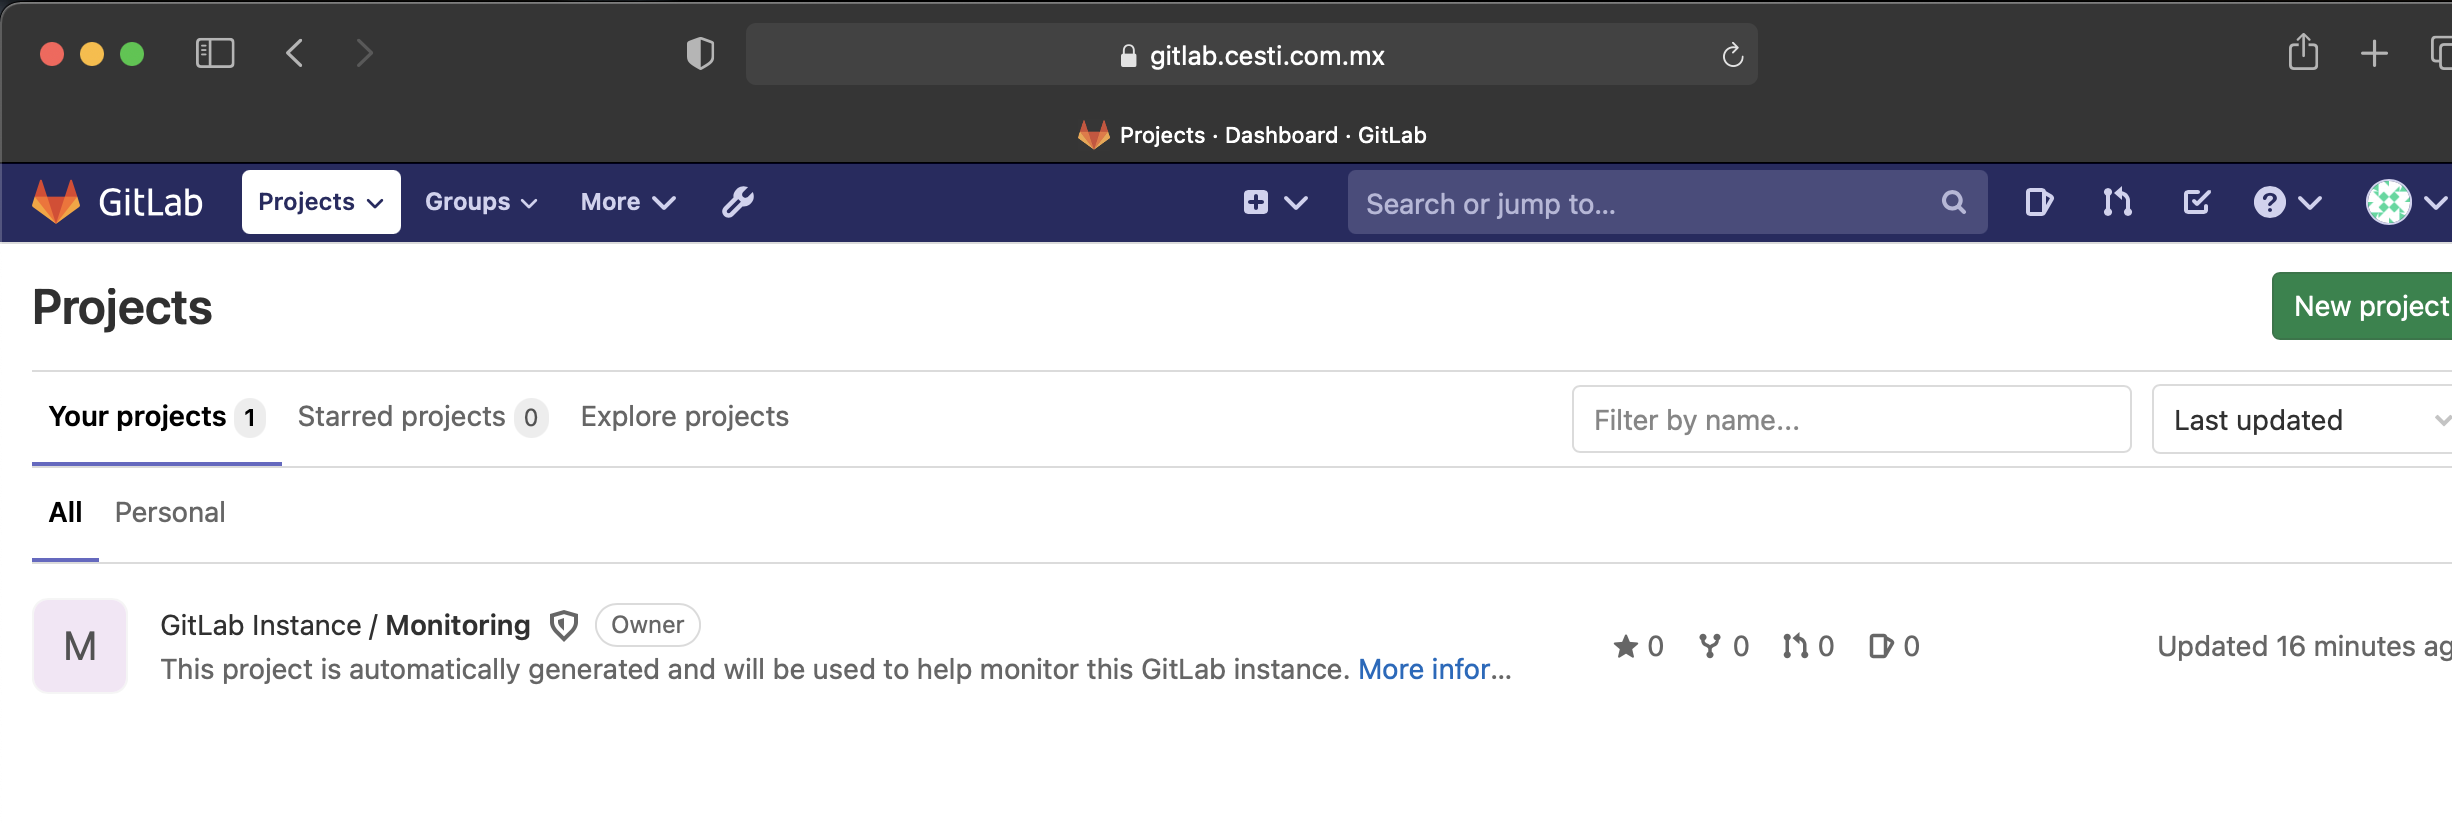 gitlab.cesti.com.mx
Projects · Dashboard · GitLab
GitLab Projects Groups More Search or jump to... ?
Projects
New project
Your projects 1 Starred projects 0 Explore projects Filter by name... Last updated
All Personal
M
GitLab Instance / Monitoring Owner
0 0 0 0 Updated 16 minutes ag
This project is automatically generated and will be used to help monitor this GitLab instance. More infor...